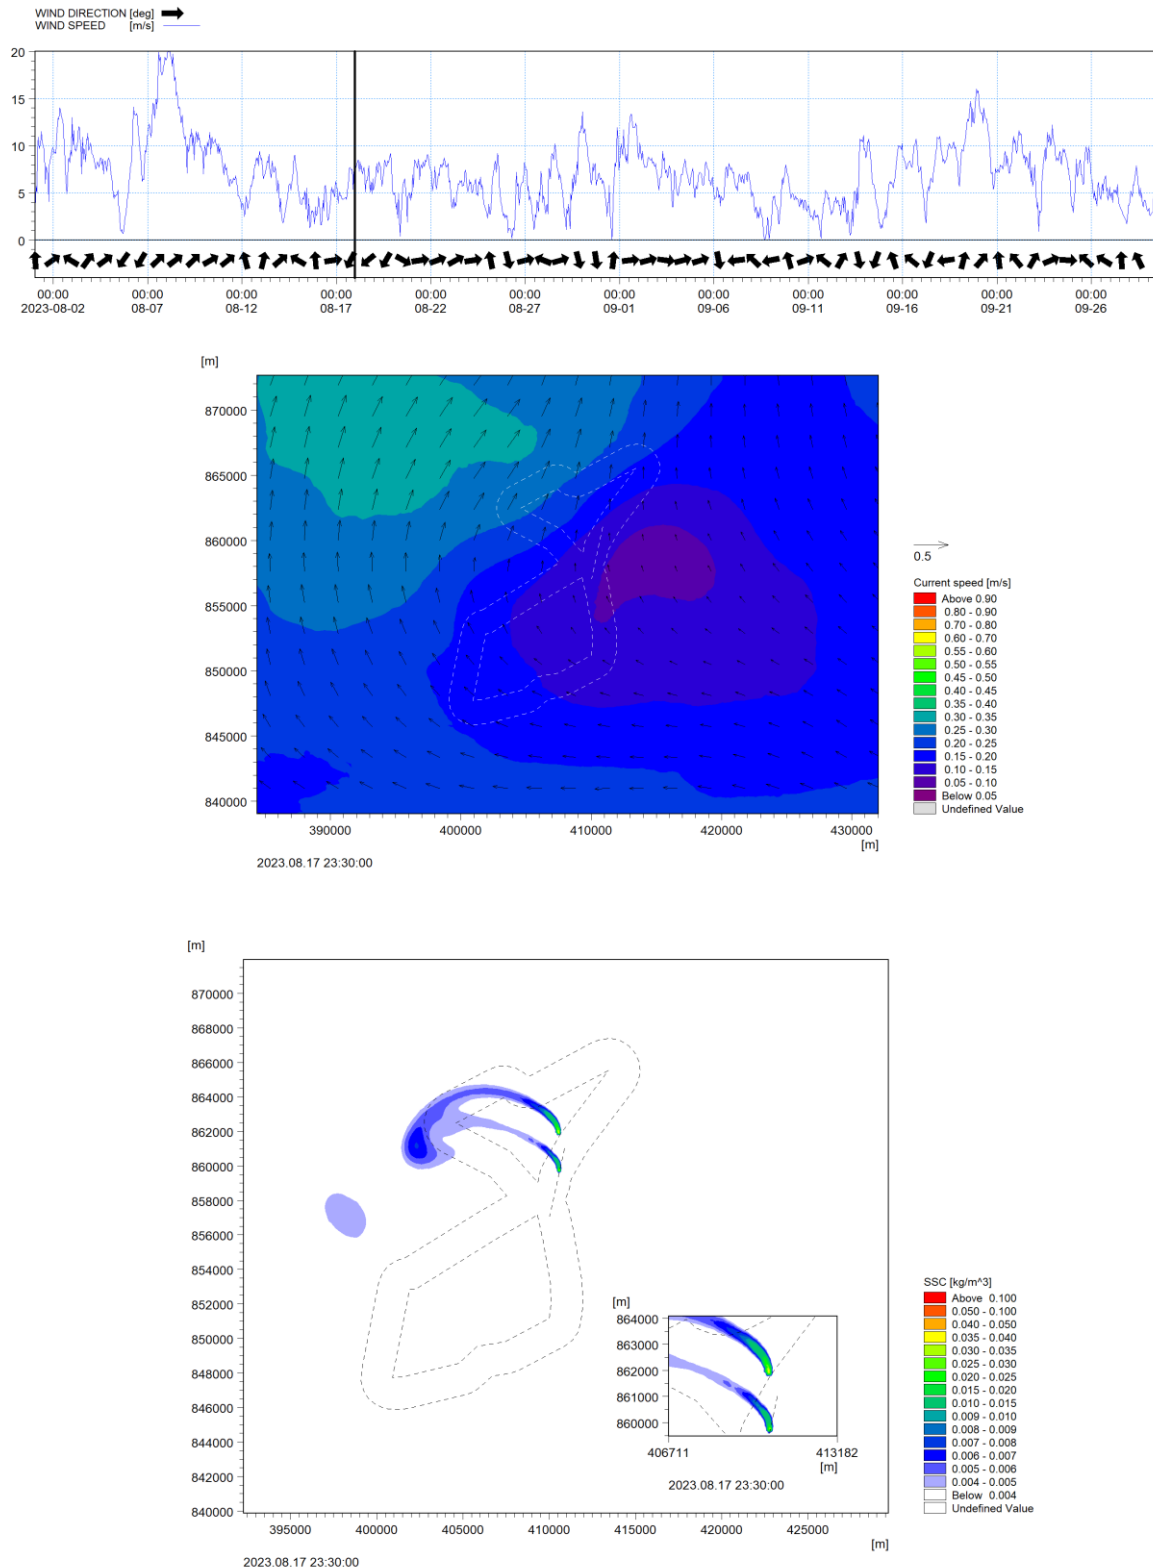 WIND DIRECTION [deg]
WIND SPEED [m/s]
20
15
10
5
0
00:00 00:00 00:00 00:00 00:00 00:00 00:00 00:00 00:00 00:00 00:00 00:00
2023-08-02 08-07 08-12 08-17 08-22 08-27 09-01 09-06 09-11 09-16 09-21 09-26
[m]
870000
865000
860000
855000
850000
845000
840000
390000 400000 410000 420000 430000
[m]
2023.08.17 23:30:00
0.5
Current speed [m/s]
Above 0.90
0.80 - 0.90
0.70 - 0.80
0.60 - 0.70
0.55 - 0.60
0.50 - 0.55
0.45 - 0.50
0.40 - 0.45
0.35 - 0.40
0.30 - 0.35
0.25 - 0.30
0.20 - 0.25
0.15 - 0.20
0.10 - 0.15
0.05 - 0.10
Below 0.05
Undefined Value
[m]
870000
868000
866000
864000
862000
860000
858000
856000
854000
852000
850000
848000
846000
844000
842000
840000
395000 400000 405000 410000 415000 420000 425000
[m]
2023.08.17 23:30:00
[m]
864000
863000
862000
861000
860000
406711 413182
[m]
2023.08.17 23:30:00
SSC [kg/m^3]
Above 0.100
0.050 - 0.100
0.040 - 0.050
0.035 - 0.040
0.030 - 0.035
0.025 - 0.030
0.020 - 0.025
0.015 - 0.020
0.010 - 0.015
0.009 - 0.010
0.008 - 0.009
0.007 - 0.008
0.006 - 0.007
0.005 - 0.006
0.004 - 0.005
Below 0.004
Undefined Value